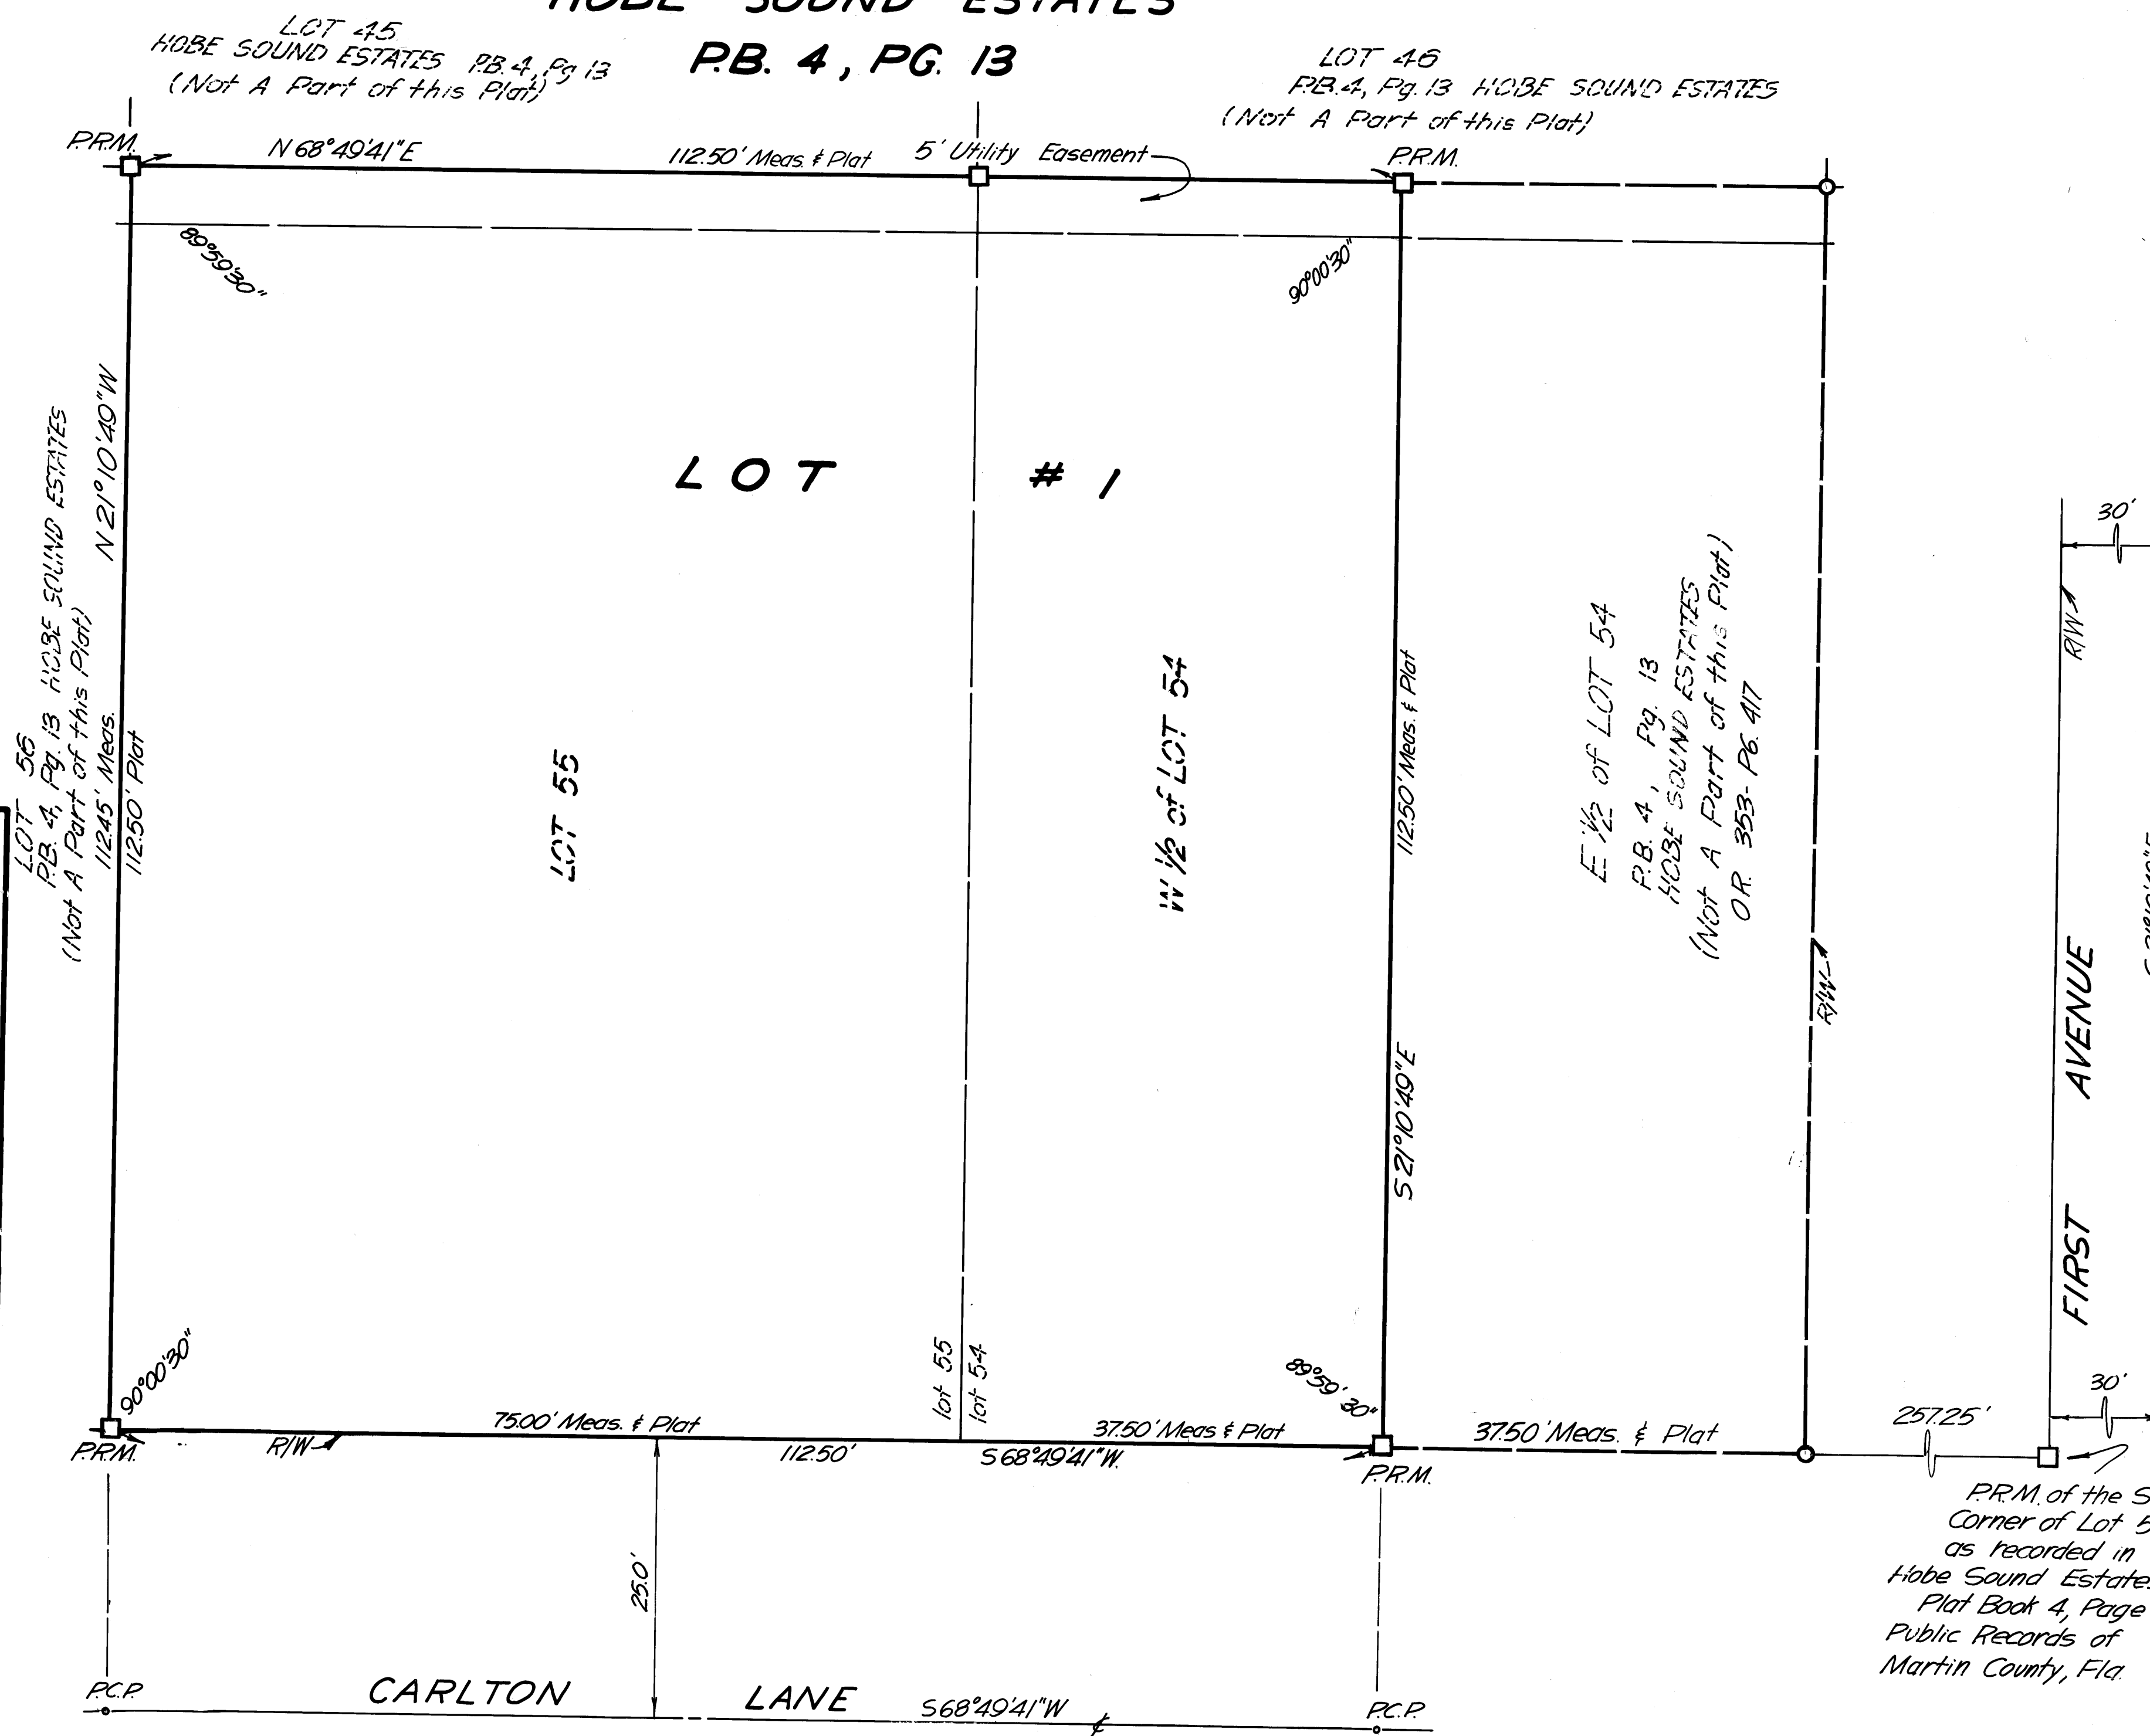 HOBE SOUND ESTATES
P.B. 4, PG. 13
LOT 45
HOBE SOUND ESTATES P.B. 4, Pg 13
(Not A Part of this Plat)
LOT 46
P.B. 4, Pg. 13 HOBE SOUND ESTATES
(Not A Part of this Plat)
P.R.M.
N 68°49'41"E
112.50' Meas. & Plat
5' Utility Easement
P.R.M.
89°59'30"
90°00'30"
LOT # 1
LOT 56
P.B. 4, Pg. 13 HOBE SOUND ESTATES
(Not A Part of this Plat)
N 21°10'49"W
112.45' Meas.
112.50' Plat
LOT 55
W ½ of LOT 54
112.50' Meas. & Plat
S 21°10'49"E
E ½ of LOT 54
P.B. 4, Pg. 13
HOBE SOUND ESTATES
(Not A Part of this Plat)
O.R. 353- PG. 417
R/W
30'
R/W
FIRST AVENUE
90°00'30"
lot 55
lot 54
89°59'30"
P.R.M.
R/W
75.00' Meas. & Plat
112.50'
37.50' Meas & Plat
S 68°49'41"W.
P.R.M.
37.50' Meas. & Plat
257.25'
30'
P.R.M. of the S
Corner of Lot 5
as recorded in
Hobe Sound Estates
Plat Book 4, Page
Public Records of
Martin County, Fla.
25.0'
P.C.P.
CARLTON LANE
S 68°49'41"W
P.C.P.